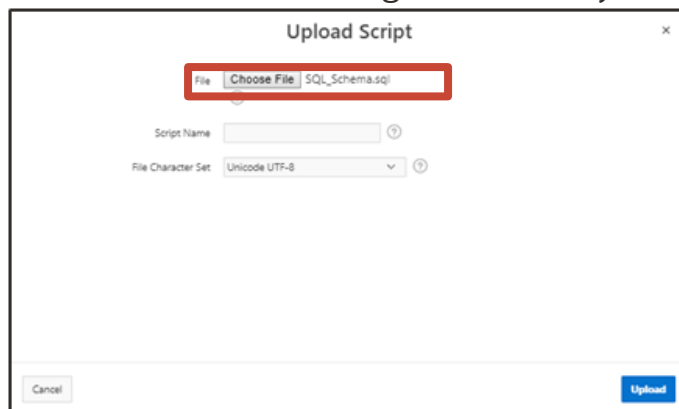 Upload Script
×
File Choose File SQL_Schema.sql
Script Name
File Character Set Unicode UTF-8
Cancel Upload